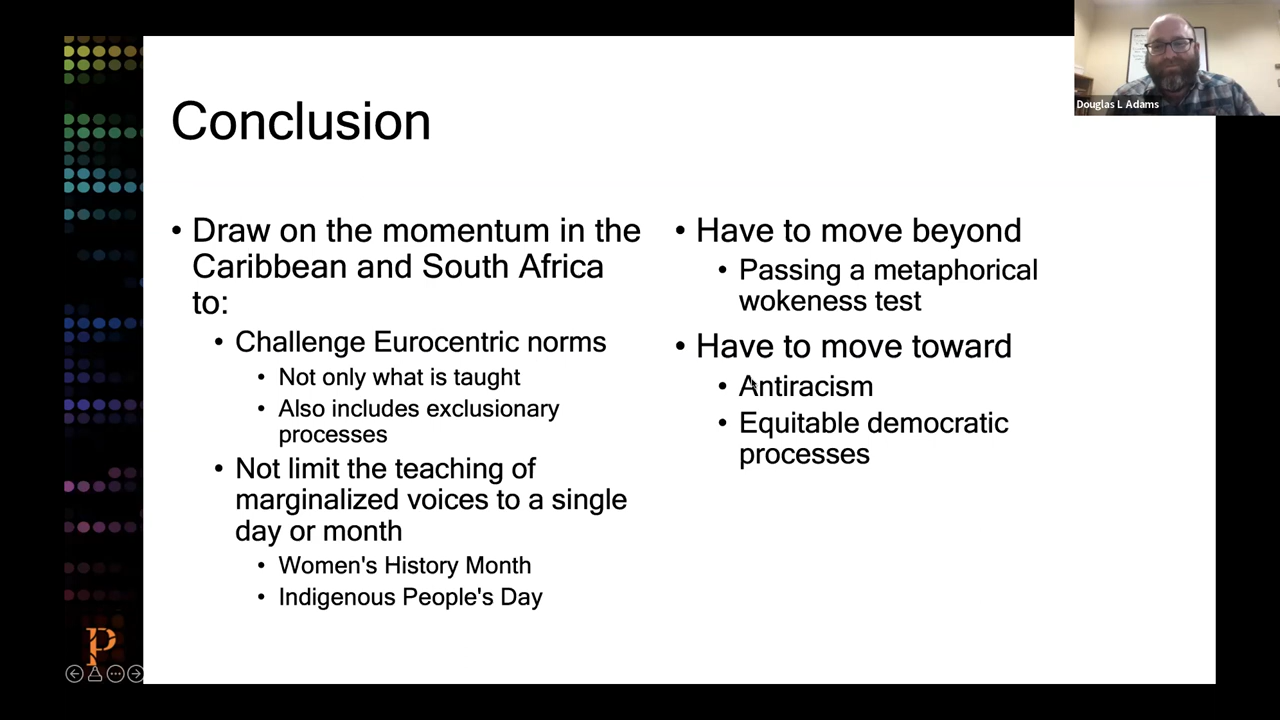 Douglas L Adams
Conclusion
• Draw on the momentum in the
Caribbean and South Africa
to:
• Challenge Eurocentric norms
• Not only what is taught
• Also includes exclusionary
processes
• Not limit the teaching of
marginalized voices to a single
day or month
• Women's History Month
• Indigenous People's Day
• Have to move beyond
• Passing a metaphorical
wokeness test
• Have to move toward
• Antiracism
• Equitable democratic
processes
P